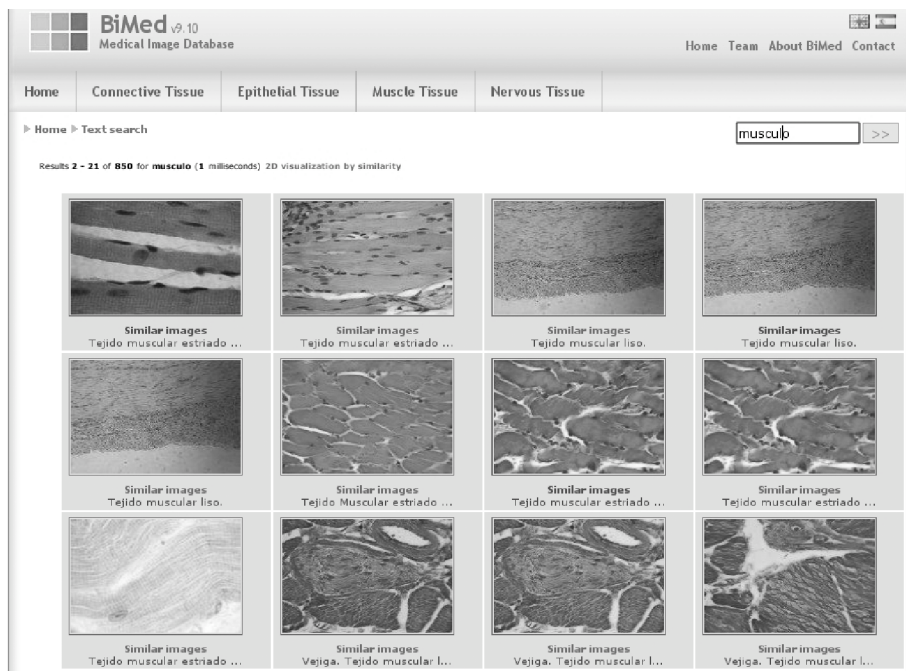 BiMed v9.10
Medical Image Database
Home Team About BiMed Contact
Home Connective Tissue Epithelial Tissue Muscle Tissue Nervous Tissue
Home Text search
musculo >>
Results 2 - 21 of 850 for musculo (1 milliseconds) 2D visualization by similarity
Similar images Similar images Similar images Similar images
Tejido muscular estriado ... Tejido muscular estriado ... Tejido muscular liso. Tejido muscular liso.
Similar images Similar images Similar images Similar images
Tejido muscular liso. Tejido Muscular estriado ... Tejido muscular estriado ... Tejido Muscular estriado ...
Similar images Similar images Similar images Similar images
Tejido muscular estriado ... Vejiga. Tejido muscular l... Vejiga. Tejido muscular l... Vejiga. Tejido muscular l...